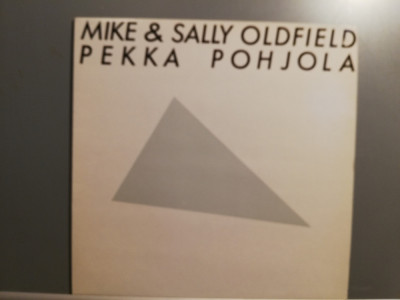 MIKE & SALLY OLDFIELD
PEKKA POHJOLA